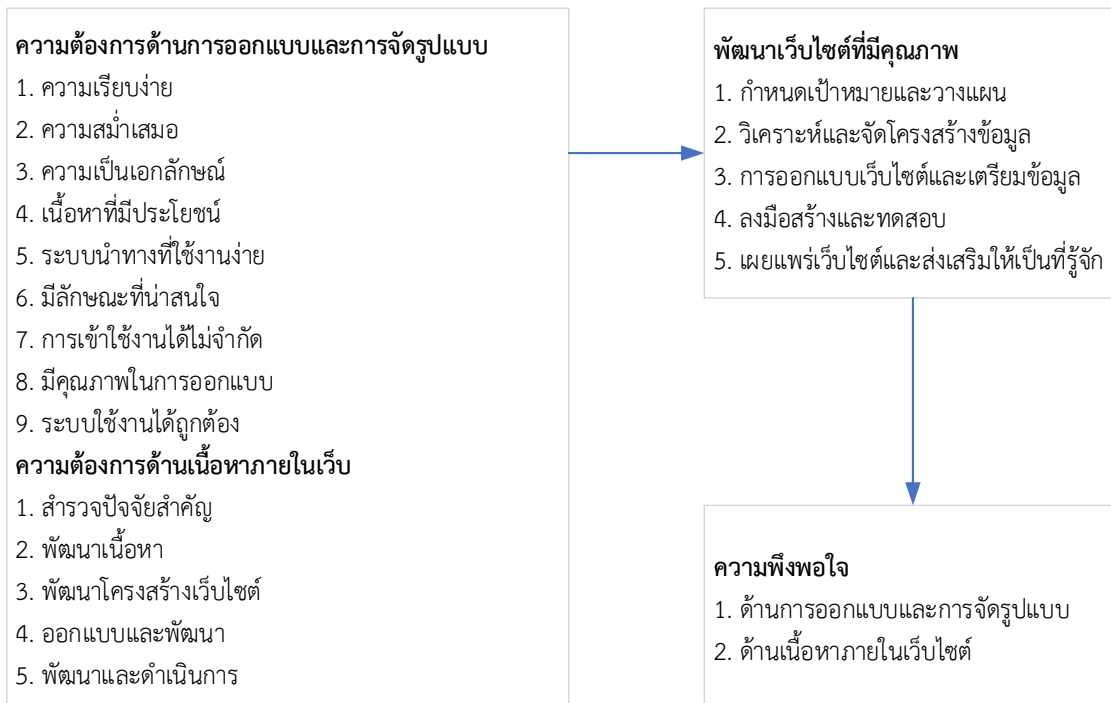 ความต้องการด้านการออกแบบและการจัดรูปแบบ
1. ความเรียบง่าย
2. ความสม่ำเสมอ
3. ความเป็นเอกลักษณ์
4. เนื้อหาที่มีประโยชน์
5. ระบบนำทางที่ใช้งานง่าย
6. มีลักษณะที่น่าสนใจ
7. การเข้าใช้งานได้ไม่จำกัด
8. มีคุณภาพในการออกแบบ
9. ระบบใช้งานได้ถูกต้อง
ความต้องการด้านเนื้อหาภายในเว็บ
1. สำรวจปัจจัยสำคัญ
2. พัฒนาเนื้อหา
3. พัฒนาโครงสร้างเว็บไซต์
4. ออกแบบและพัฒนา
5. พัฒนาและดำเนินการ
พัฒนาเว็บไซต์ที่มีคุณภาพ
1. กำหนดเป้าหมายและวางแผน
2. วิเคราะห์และจัดโครงสร้างข้อมูล
3. การออกแบบเว็บไซต์และเตรียมข้อมูล
4. ลงมือสร้างและทดสอบ
5. เผยแพร่เว็บไซต์และส่งเสริมให้เป็นที่รู้จัก
ความพึงพอใจ
1. ด้านการออกแบบและการจัดรูปแบบ
2. ด้านเนื้อหาภายในเว็บไซต์